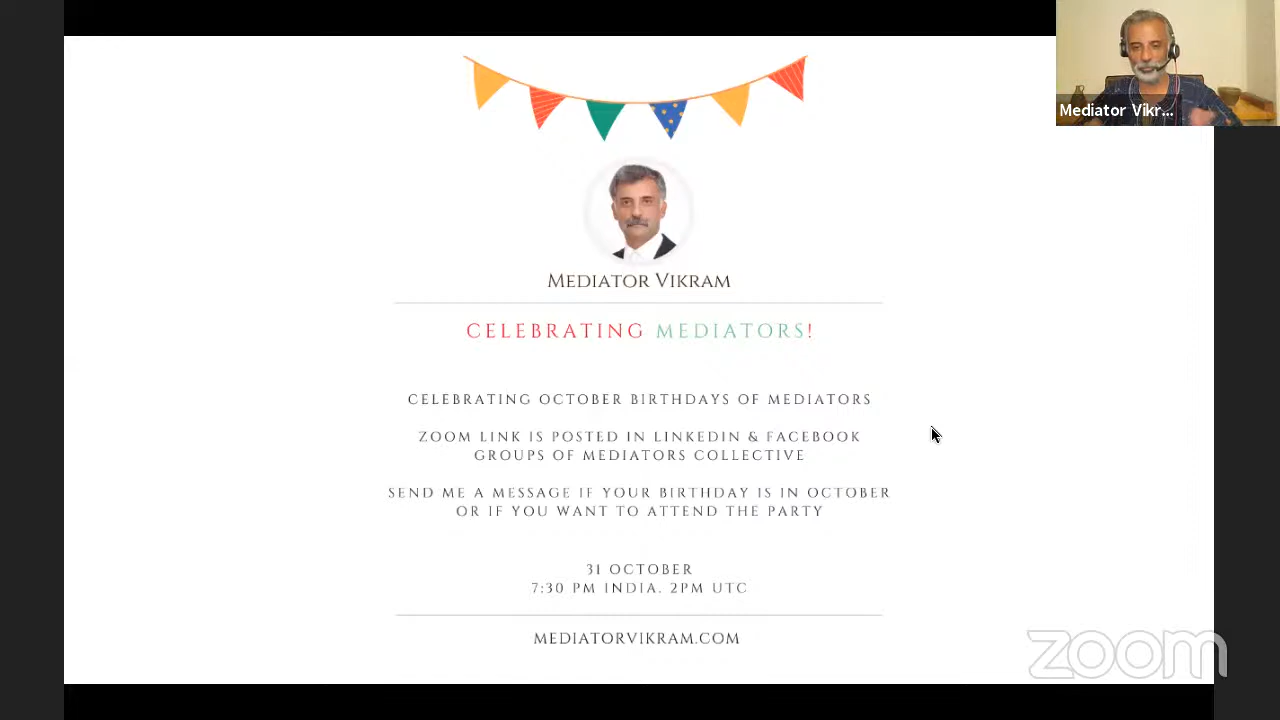 Mediator Vikr...
MEDIATOR VIKRAM
CELEBRATING MEDIATORS!
CELEBRATING OCTOBER BIRTHDAYS OF MEDIATORS
ZOOM LINK IS POSTED IN LINKEDIN & FACEBOOK
GROUPS OF MEDIATORS COLLECTIVE
SEND ME A MESSAGE IF YOUR BIRTHDAY IS IN OCTOBER
OR IF YOU WANT TO ATTEND THE PARTY
31 OCTOBER
7:30 PM INDIA. 2PM UTC
MEDIATORVIKRAM.COM
zoom